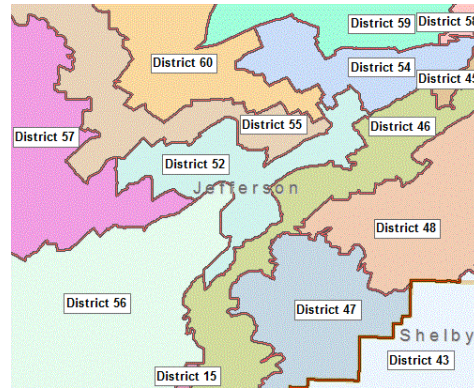 District 59
District 58
District 60
District 54
District 45
District 57
District 55
District 46
District 52
Jefferson
District 48
District 56
District 47
Shelby
District 43
District 15